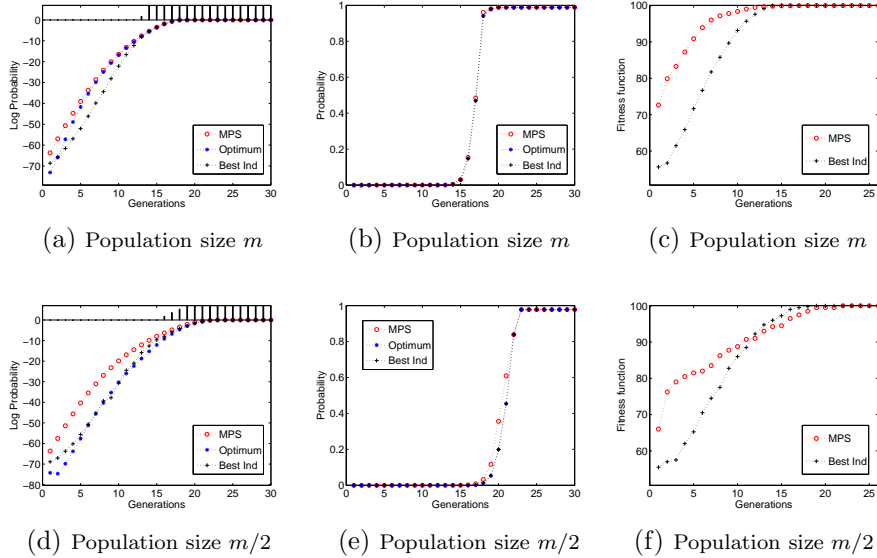 0
−10
−20
−30
−40
−50
−60
−70
Log Probability
0 5 10 15 20 25 30
Generations
MPS
Optimum
Best Ind
(a) Population size m
1
0.8
0.6
0.4
0.2
0
Probability
0 5 10 15 20 25 30
Generations
MPS
Optimum
Best Ind
(b) Population size m
100
90
80
70
60
Fitness function
0 5 10 15 20 25
Generations
MPS
Best Ind
(c) Population size m
0
−10
−20
−30
−40
−50
−60
−70
−80
Log Probability
0 5 10 15 20 25 30
Generations
MPS
Optimum
Best Ind
(d) Population size m/2
1
0.8
0.6
0.4
0.2
0
Probability
0 5 10 15 20 25 30
Generations
MPS
Optimum
Best Ind
(e) Population size m/2
100
90
80
70
60
Fitness function
0 5 10 15 20 25
Generations
MPS
Best Ind
(f) Population size m/2